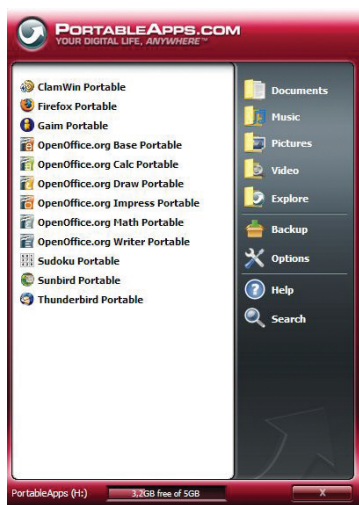 PORTABLEAPPS.COM
YOUR DIGITAL LIFE, ANYWHERE™
ClamWin Portable
Firefox Portable
Gaim Portable
OpenOffice.org Base Portable
OpenOffice.org Calc Portable
OpenOffice.org Draw Portable
OpenOffice.org Impress Portable
OpenOffice.org Math Portable
OpenOffice.org Writer Portable
Sudoku Portable
Sunbird Portable
Thunderbird Portable
Documents
Music
Pictures
Video
Explore
Backup
Options
Help
Search
PortableApps (H:)
3,2GB free of 5GB
X